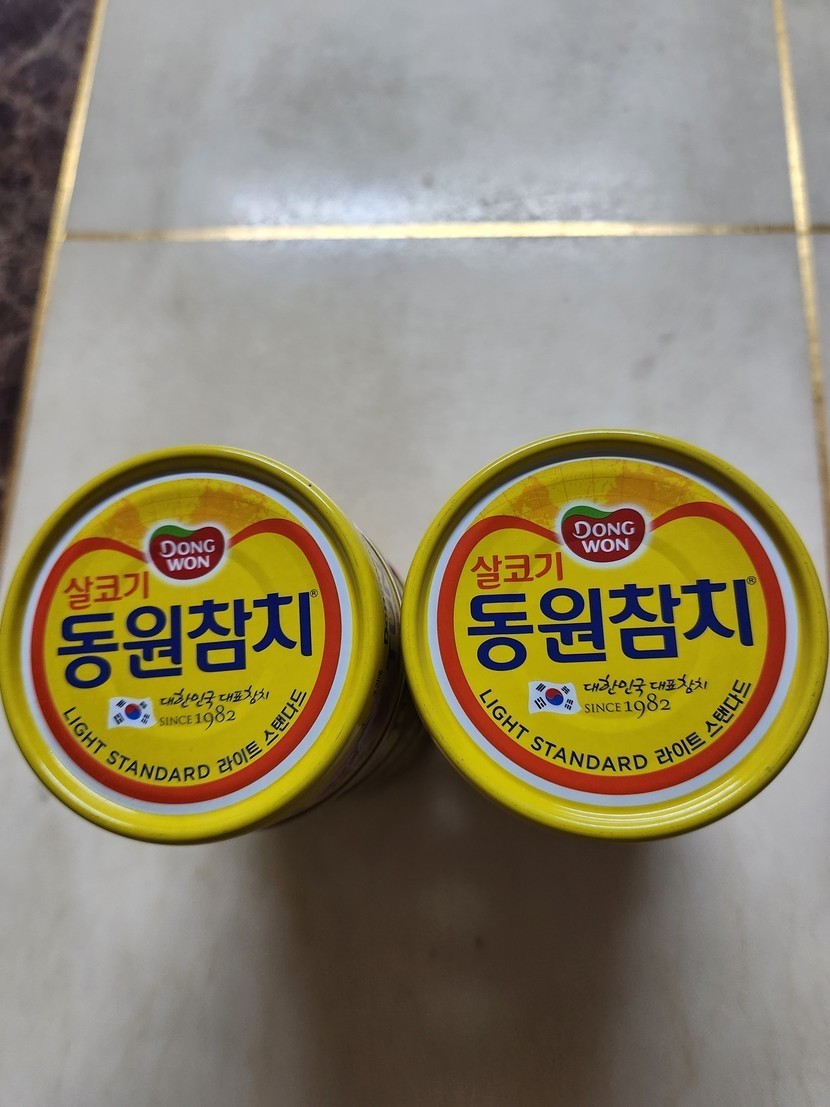 DONG
WON
살코기
동원참치®
대한민국 대표참치
SINCE 1982
LIGHT STANDARD 라이트 스탠다드
DONG
WON
살코기
동원참치®
대한민국 대표참치
SINCE 1982
LIGHT STANDARD 라이트 스탠다드